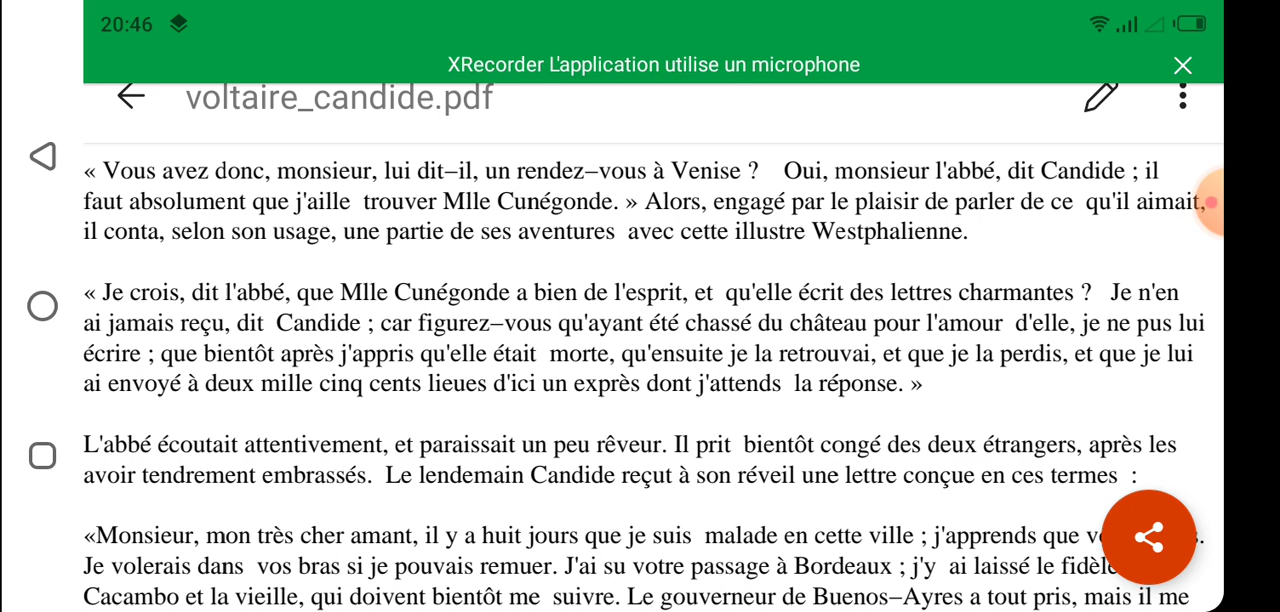 20:46
XRecorder L'application utilise un microphone
voltaire_candide.pdf
« Vous avez donc, monsieur, lui dit−il, un rendez−vous à Venise ? Oui, monsieur l'abbé, dit Candide ; il
faut absolument que j'aille trouver Mlle Cunégonde. » Alors, engagé par le plaisir de parler de ce qu'il aimait,
il conta, selon son usage, une partie de ses aventures avec cette illustre Westphalienne.
« Je crois, dit l'abbé, que Mlle Cunégonde a bien de l'esprit, et qu'elle écrit des lettres charmantes ? Je n'en
ai jamais reçu, dit Candide ; car figurez−vous qu'ayant été chassé du château pour l'amour d'elle, je ne pus lui
écrire ; que bientôt après j'appris qu'elle était morte, qu'ensuite je la retrouvai, et que je la perdis, et que je lui
ai envoyé à deux mille cinq cents lieues d'ici un exprès dont j'attends la réponse. »
L'abbé écoutait attentivement, et paraissait un peu rêveur. Il prit bientôt congé des deux étrangers, après les
avoir tendrement embrassés. Le lendemain Candide reçut à son réveil une lettre conçue en ces termes :
«Monsieur, mon très cher amant, il y a huit jours que je suis malade en cette ville ; j'apprends que
Je volerais dans vos bras si je pouvais remuer. J'ai su votre passage à Bordeaux ; j'y ai laissé le
Cacambo et la vieille, qui doivent bientôt me suivre. Le gouverneur de Buenos−Ayres a tout pris, mais il me